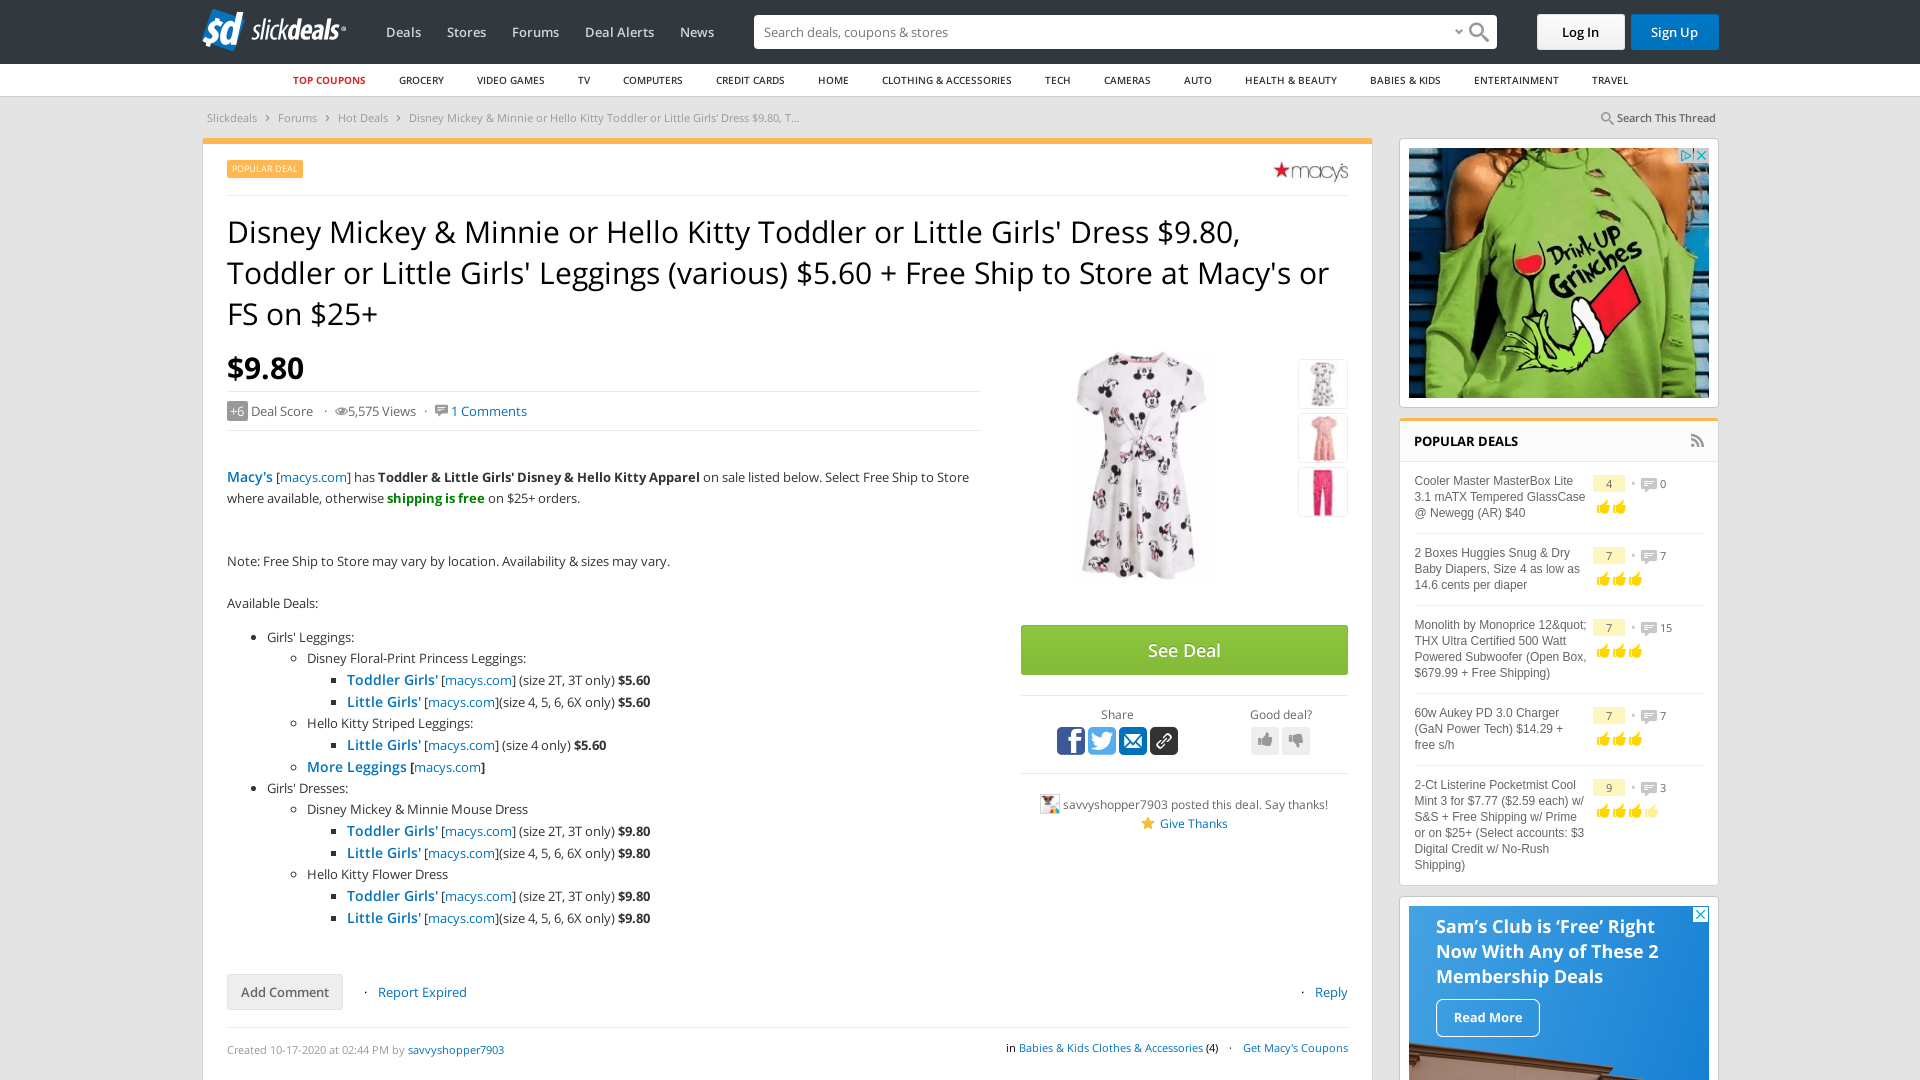 sd slickdeals
Deals Stores Forums Deal Alerts News
Search deals, coupons & stores
Log In
Sign Up
TOP COUPONS GROCERY VIDEO GAMES TV COMPUTERS CREDIT CARDS HOME CLOTHING & ACCESSORIES TECH CAMERAS AUTO HEALTH & BEAUTY BABIES & KIDS ENTERTAINMENT TRAVEL
Slickdeals › Forums › Hot Deals › Disney Mickey & Minnie or Hello Kitty Toddler or Little Girls' Dress $9.80, T...
Search This Thread
POPULAR DEAL
macy's
Disney Mickey & Minnie or Hello Kitty Toddler or Little Girls' Dress $9.80,
Toddler or Little Girls' Leggings (various) $5.60 + Free Ship to Store at Macy's or
FS on $25+
$9.80
+6 Deal Score · 5,575 Views · 1 Comments
Macy's [macys.com] has Toddler & Little Girls' Disney & Hello Kitty Apparel on sale listed below. Select Free Ship to Store
where available, otherwise shipping is free on $25+ orders.
Note: Free Ship to Store may vary by location. Availability & sizes may vary.
Available Deals:
Girls' Leggings:
Disney Floral-Print Princess Leggings:
Toddler Girls' [macys.com] (size 2T, 3T only) $5.60
Little Girls' [macys.com](size 4, 5, 6, 6X only) $5.60
Hello Kitty Striped Leggings:
Little Girls' [macys.com] (size 4 only) $5.60
More Leggings [macys.com]
Girls' Dresses:
Disney Mickey & Minnie Mouse Dress
Toddler Girls' [macys.com] (size 2T, 3T only) $9.80
Little Girls' [macys.com](size 4, 5, 6, 6X only) $9.80
Hello Kitty Flower Dress
Toddler Girls' [macys.com] (size 2T, 3T only) $9.80
Little Girls' [macys.com](size 4, 5, 6, 6X only) $9.80
See Deal
Share
Good deal?
savvyshopper7903 posted this deal. Say thanks!
Give Thanks
Add Comment · Report Expired
· Reply
Created 10-17-2020 at 02:44 PM by savvyshopper7903
in Babies & Kids Clothes & Accessories (4) · Get Macy's Coupons
DRINK UP
GRINCHES
POPULAR DEALS
Cooler Master MasterBox Lite
3.1 mATX Tempered GlassCase
@ Newegg (AR) $40
4 • 0
2 Boxes Huggies Snug & Dry
Baby Diapers, Size 4 as low as
14.6 cents per diaper
7 • 7
Monolith by Monoprice 12&quot;
THX Ultra Certified 500 Watt
Powered Subwoofer (Open Box,
$679.99 + Free Shipping)
7 • 15
60w Aukey PD 3.0 Charger
(GaN Power Tech) $14.29 +
free s/h
7 • 7
2-Ct Listerine Pocketmist Cool
Mint 3 for $7.77 ($2.59 each) w/
S&S + Free Shipping w/ Prime
or on $25+ (Select accounts: $3
Digital Credit w/ No-Rush
Shipping)
9 • 3
Sam's Club is 'Free' Right
Now With Any of These 2
Membership Deals
Read More